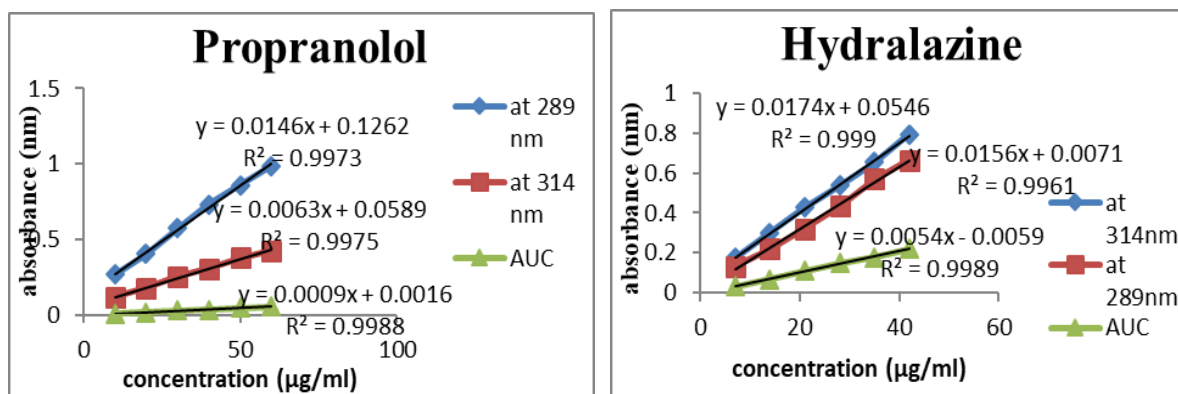 Propranolol
absorbance (nm)
1.5
1
0.5
0
y = 0.0146x + 0.1262
R² = 0.9973
y = 0.0063x + 0.0589
R² = 0.9975
y = 0.0009x + 0.0016
R² = 0.9988
0
50
100
concentration (µg/ml)
at 289
nm
at 314
nm
AUC
Hydralazine
absorbance (nm)
1
0.8
0.6
0.4
0.2
0
y = 0.0174x + 0.0546
R² = 0.999
y = 0.0156x + 0.0071
R² = 0.9961
y = 0.0054x - 0.0059
R² = 0.9989
0
20
40
60
concentration (µg/ml)
at
314nm
at
289nm
AUC